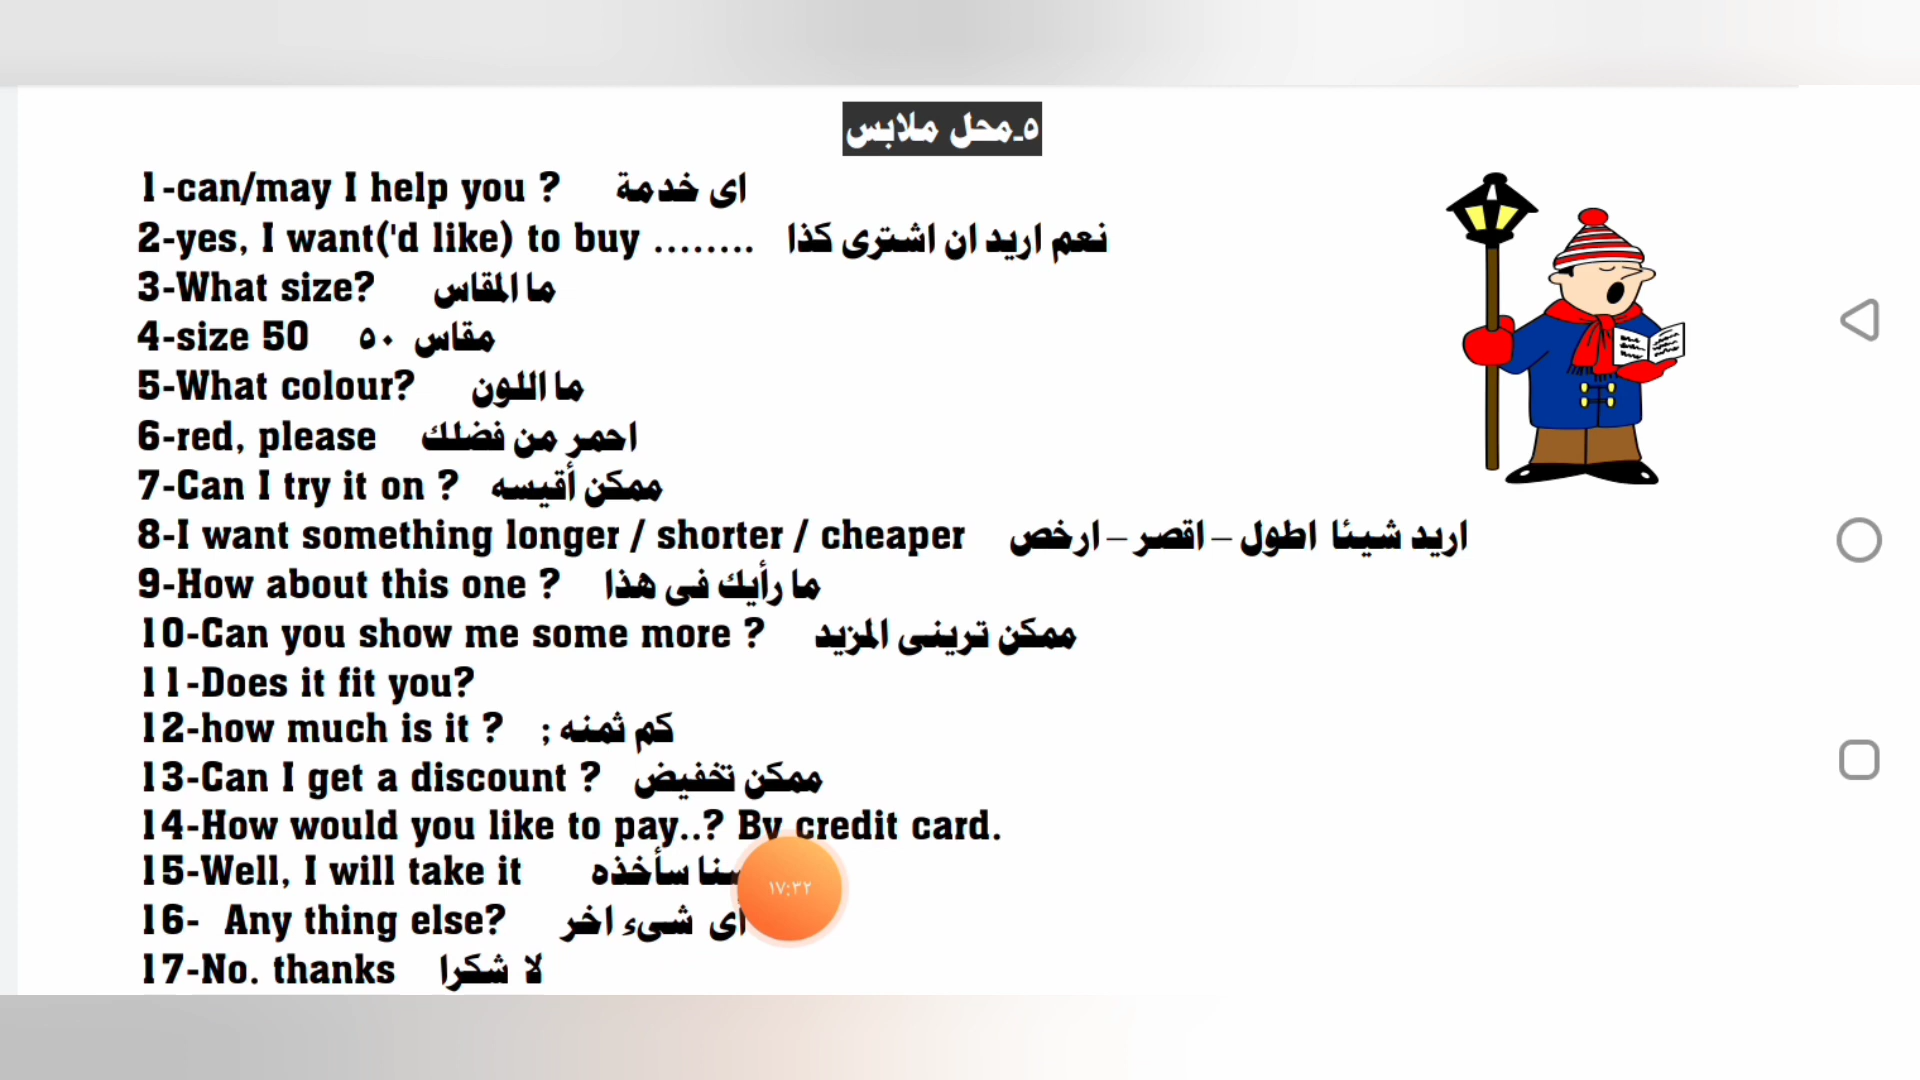 ٥ـمحل ملابس
1-can/may I help you ? اى خدمة
2-yes, I want('d like) to buy ........ نعم اريد ان اشترى كذا
3-What size? ما المقاس
4-size 50 مقاس ٥٠
5-What colour? ما اللون
6-red, please احمر من فضلك
7-Can I try it on ? ممكن أقيسه
8-I want something longer / shorter / cheaper اريد شيئا اطول – اقصر – ارخص
9-How about this one ? ما رأيك فى هذا
10-Can you show me some more ? ممكن ترينى المزيد
11-Does it fit you?
12-how much is it ? كم ثمنه ;
13-Can I get a discount ? ممكن تخفيض
14-How would you like to pay..? By credit card.
15-Well, I will take it سأخذه
١٧:٣٢
16- Any thing else? أى شىء اخر
17-No. thanks لا شكرا